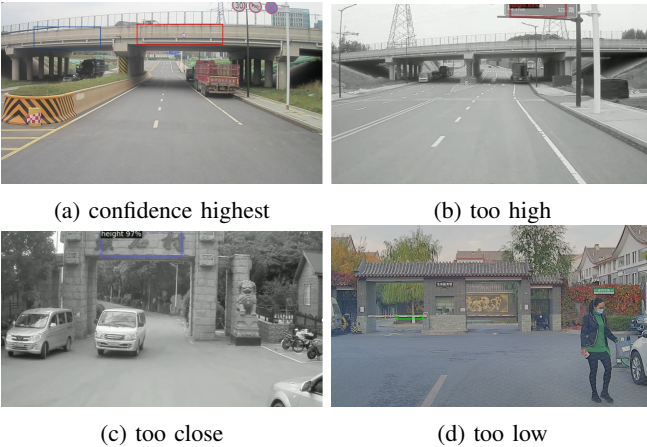 (a) confidence highest
(b) too high
height 97%
(c) too close
(d) too low